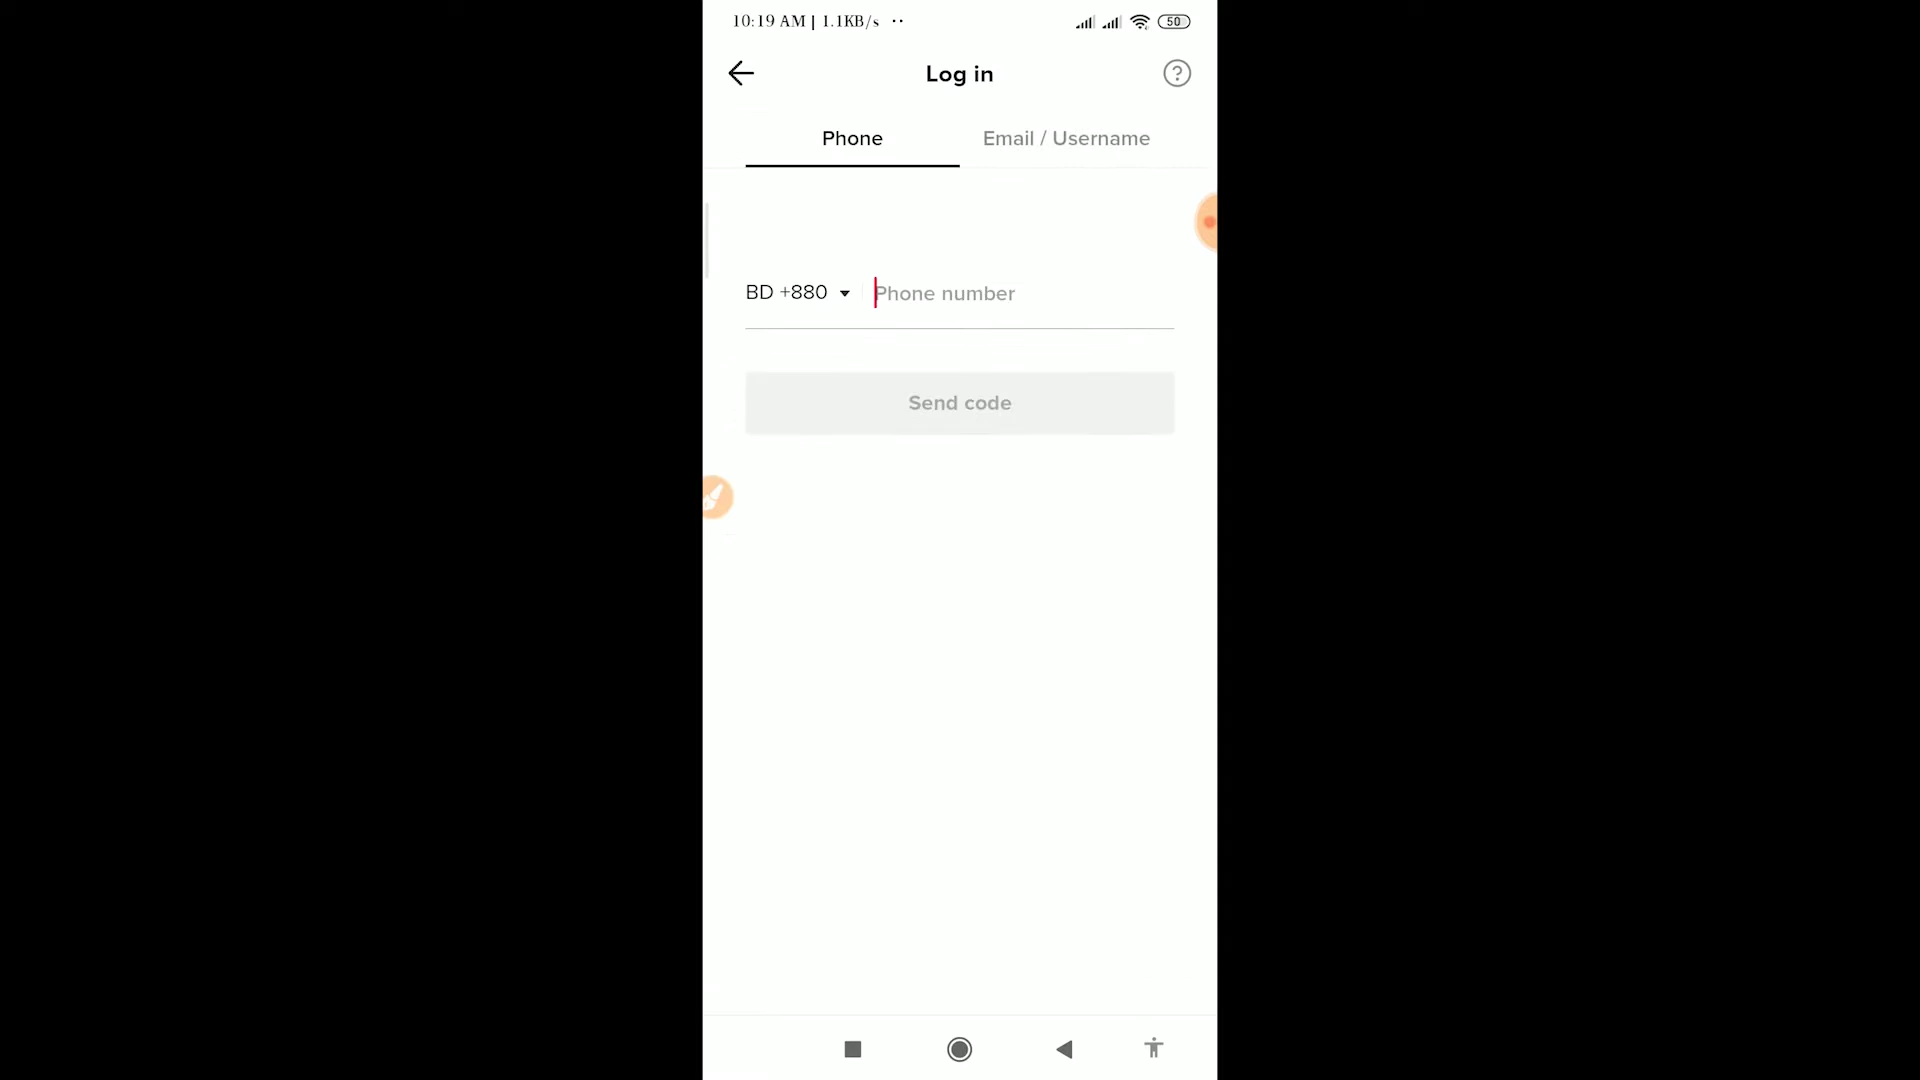 10:19 AM | 1.1KB/s ··
50
Log in
Phone
Email / Username
BD +880
Phone number
Send code